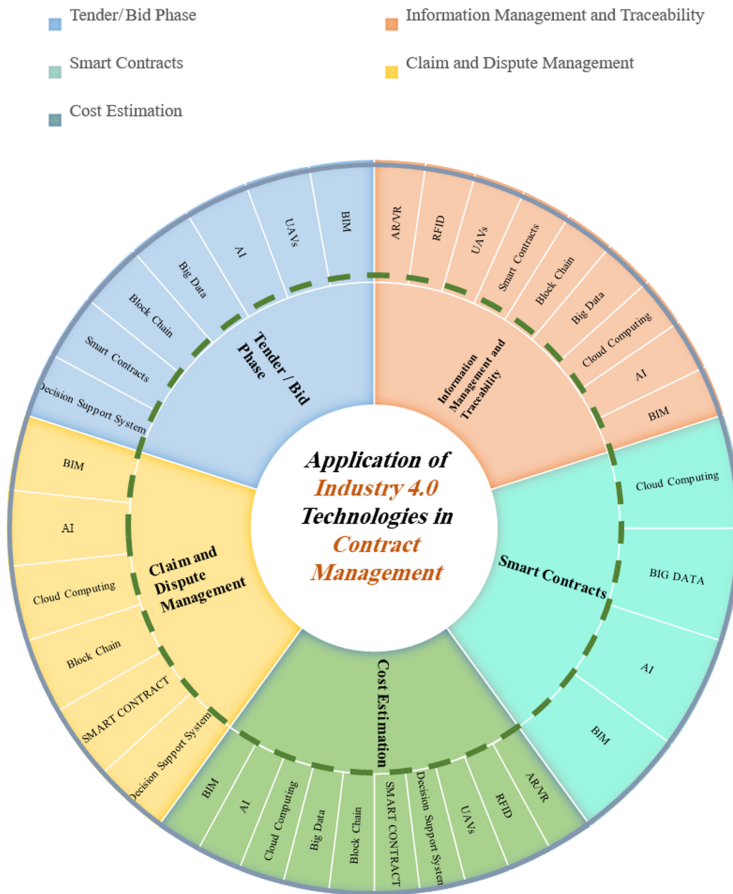 Tender/ Bid Phase
Information Management and Traceability
Smart Contracts
Claim and Dispute Management
Cost Estimation
BIM
UAVs
AI
Big Data
Block Chain
Smart Contracts
Decision Support System
Tender / Bid
Phase
AR/VR
RFID
UAVs
Smart Contracts
Block Chain
Big Data
Cloud Computing
AI
BIM
Information
Management and
Traceability
Application of
Industry 4.0
Technologies in
Contract
Management
Cloud Computing
BIG DATA
AI
BIM
Smart Contracts
BIM
AI
Cloud Computing
Block Chain
SMART CONTRACT
Decision Support System
Claim and
Dispute
Management
Cost Estimation
BIM
AI
Cloud Computing
Big Data
Block Chain
SMART CONTRACT
Decision Support System
UAVs
RFID
AR/VR